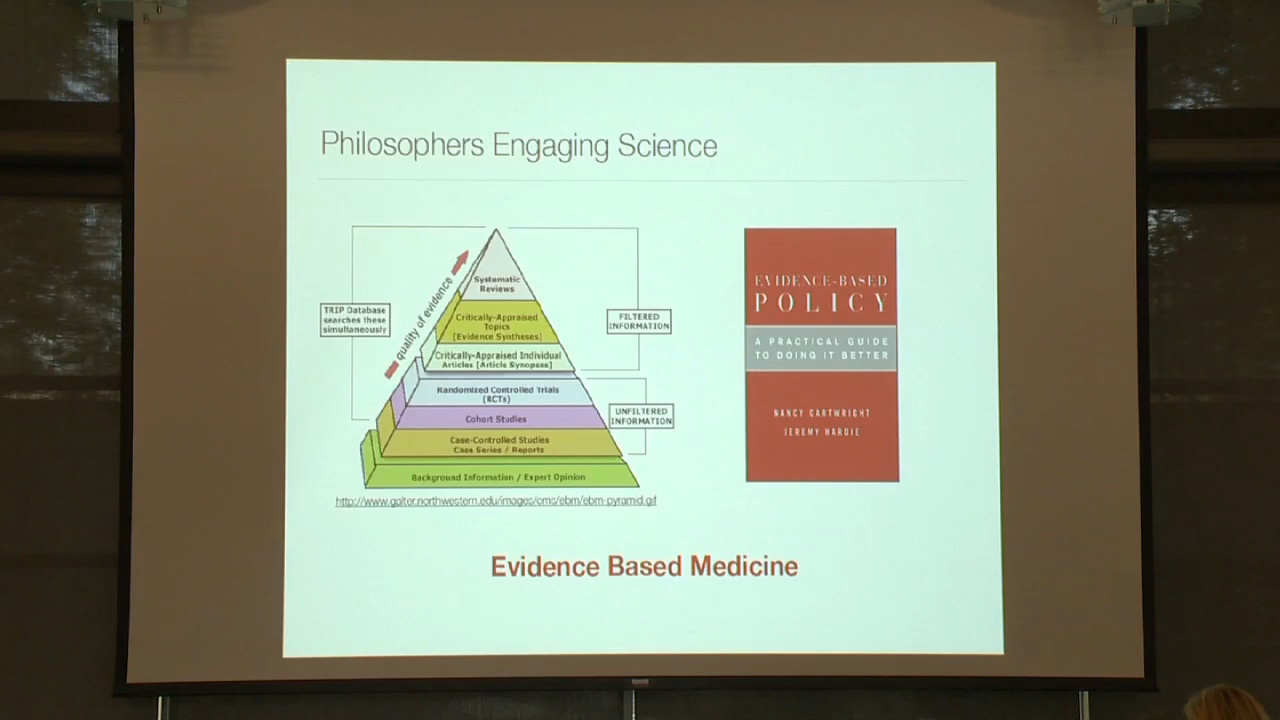 Philosophers Engaging Science
TRIP Database
searches these
simultaneously
quality of evidence
Systematic
Reviews
Critically-Appraised
Topics
[Evidence Syntheses]
Critically-Appraised Individual
Articles [Article Synopses]
Randomized Controlled Trials
(RCTs)
Cohort Studies
Case-Controlled Studies
Case Series / Reports
Background Information / Expert Opinion
FILTERED
INFORMATION
UNFILTERED
INFORMATION
http://www.galter.northwestern.edu/images/cms/ebm/ebm-pyramid.gif
EVIDENCE-BASED
POLICY
A PRACTICAL GUIDE
TO DOING IT BETTER
NANCY CARTWRIGHT
JEREMY HARDIE
Evidence Based Medicine